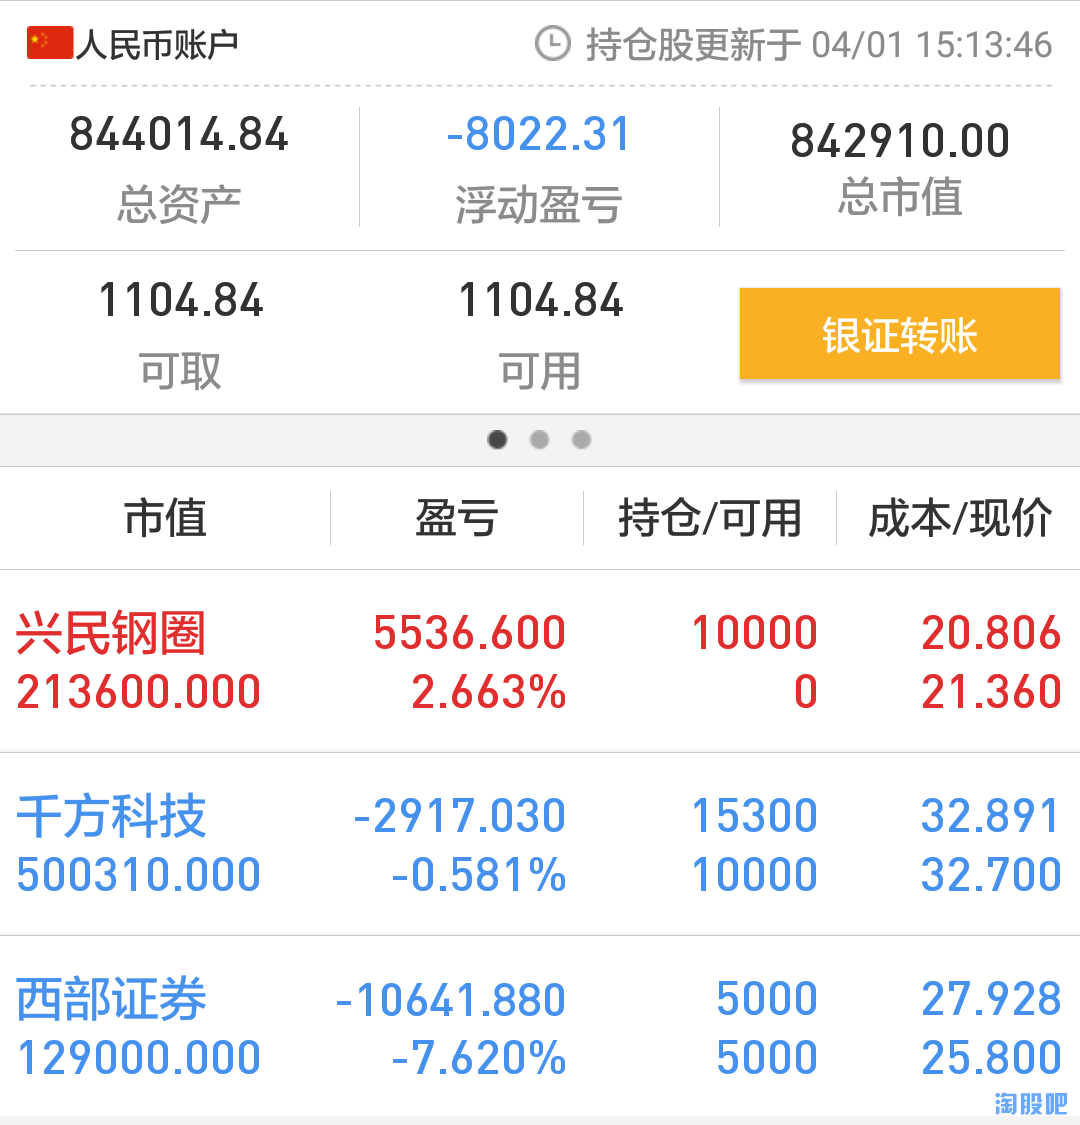 人民币账户 持仓股更新于 04/01 15:13:46
844014.84 -8022.31 842910.00
总资产 浮动盈亏 总市值
1104.84 1104.84
可取 可用 银证转账
市值 盈亏 持仓/可用 成本/现价
兴民钢圈 5536.600 10000 20.806
213600.000 2.663% 0 21.360
千方科技 -2917.030 15300 32.891
500310.000 -0.581% 10000 32.700
西部证券 -10641.880 5000 27.928
129000.000 -7.620% 5000 25.800
淘股吧